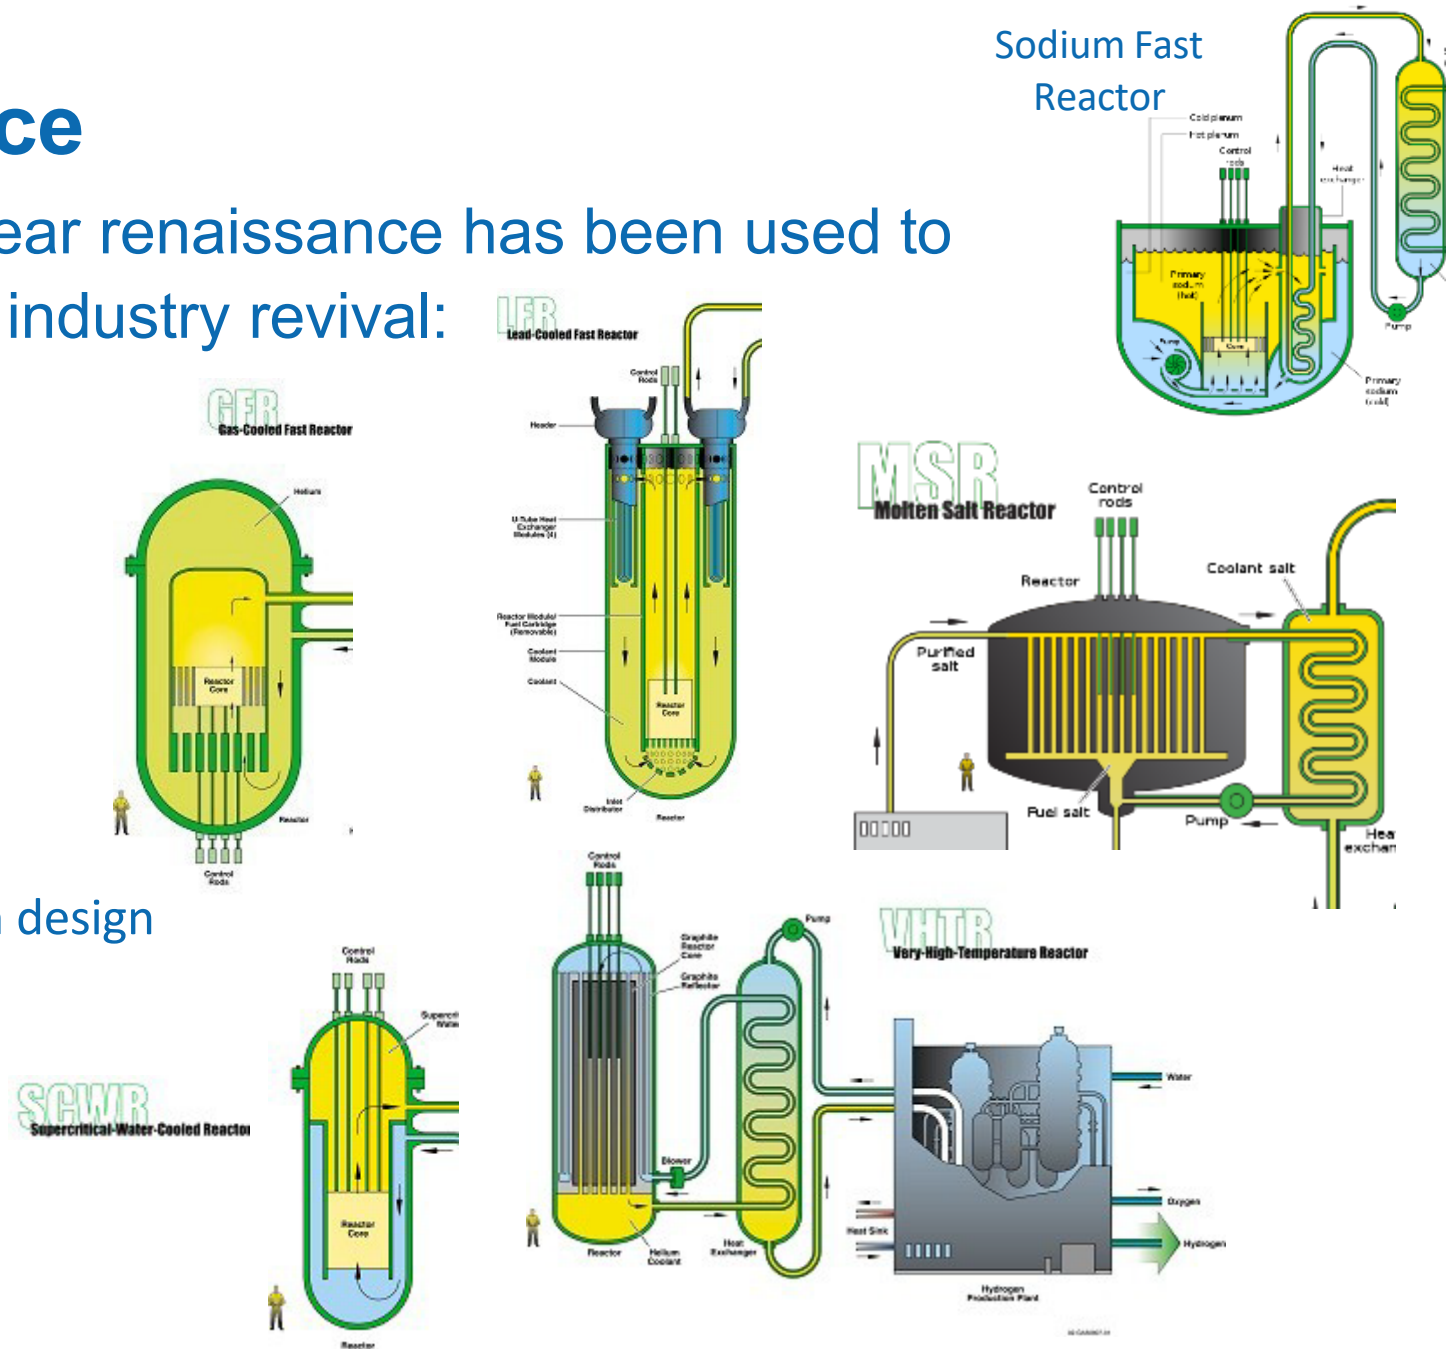 Sodium Fast
Reactor
ce
ear renaissance has been used to
industry revival:
Cold plenum
Hot plenum
Control
rods
Heat
exchanger
Primary
sodium
(hot)
Pump
Core
Pump
Primary
sodium
(cold)
LFR
Lead-Cooled Fast Reactor
Control
Rods
Header
U-Tube Heat
Exchanger
Modules (4)
Reactor Module/
Fuel Cartridge
(Removable)
Coolant
Module
Coolant
Reactor
Core
Inlet
Distributor
Reactor
GFR
Gas-Cooled Fast Reactor
Helium
Reactor
Core
Reactor
Control
Rods
MSR
Molten Salt Reactor
Control
rods
Reactor
Coolant salt
Purified
salt
Fuel salt
Pump
Hea
exchan
design
SCWR
Supercritical-Water-Cooled Reactor
Control
Rods
Supercri
Wate
Reactor
Core
Reactor
VHTR
Very-High-Temperature Reactor
Control
Rods
Graphite
Reactor
Core
Graphite
Reflector
Pump
Blower
Reactor
Helium
Coolant
Heat
Exchanger
Heat Sink
Water
Oxygen
Hydrogen
Hydrogen
Production Plant